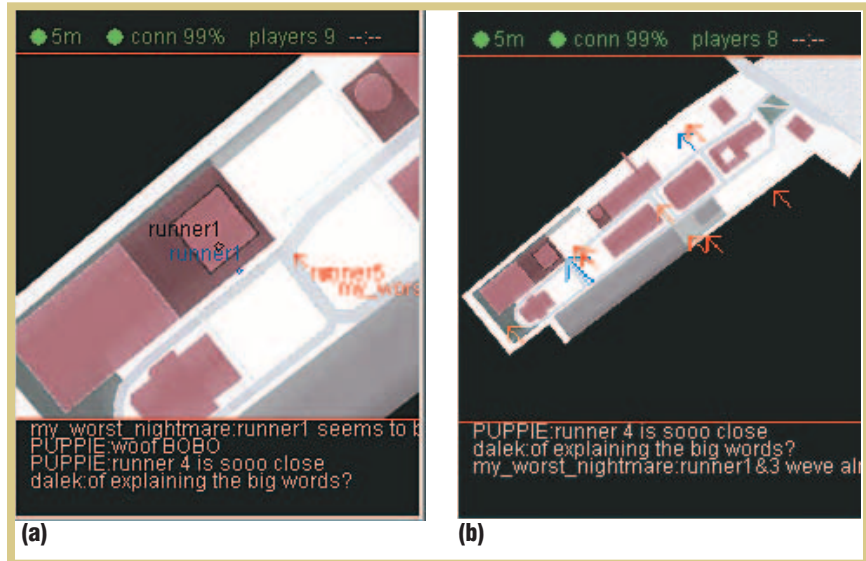 5m conn 99% players 9 --:--
runner1
runner1
runner5
my_wors
my_worst_nightmare:runner1 seems to b
PUPPIE:woof BOBO
PUPPIE:runner 4 is sooo close
dalek:of explaining the big words?
(a)
5m conn 99% players 8 --:--
PUPPIE:runner 4 is sooo close
dalek:of explaining the big words?
my_worst_nightmare:runner1&3 weve alr
(b)